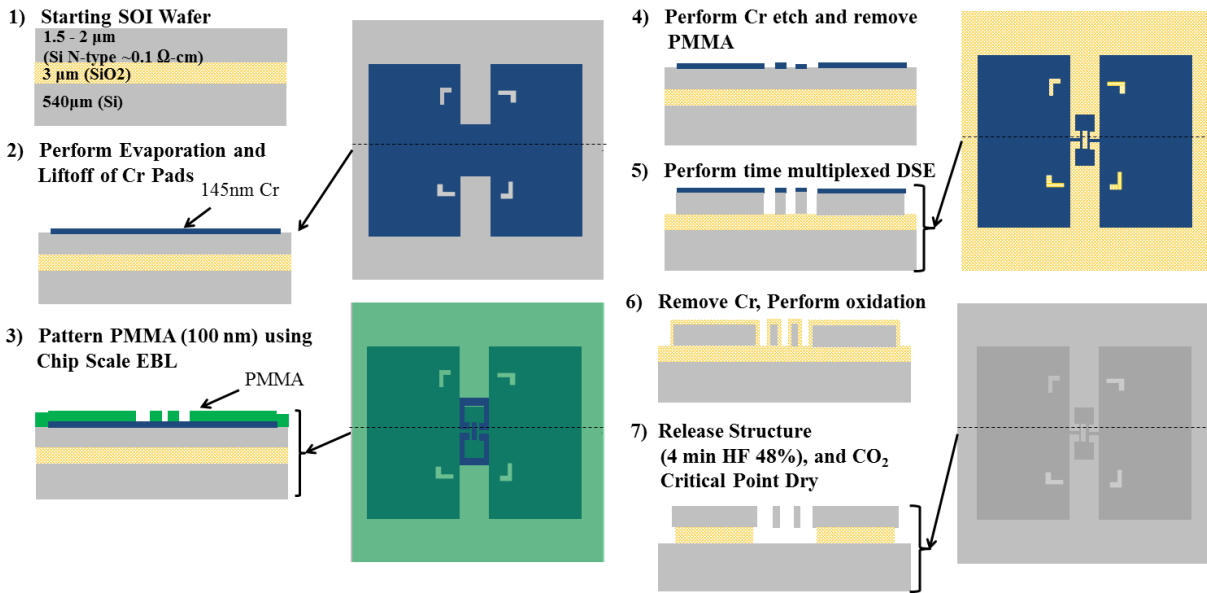 1) Starting SOI Wafer
1.5 - 2 μm
(Si N-type ~0.1 Ω-cm)
3 μm (SiO2)
540μm (Si)
2) Perform Evaporation and
Liftoff of Cr Pads
145nm Cr
3) Pattern PMMA (100 nm) using
Chip Scale EBL
PMMA
4) Perform Cr etch and remove
PMMA
5) Perform time multiplexed DSE
6) Remove Cr, Perform oxidation
7) Release Structure
(4 min HF 48%), and CO₂
Critical Point Dry